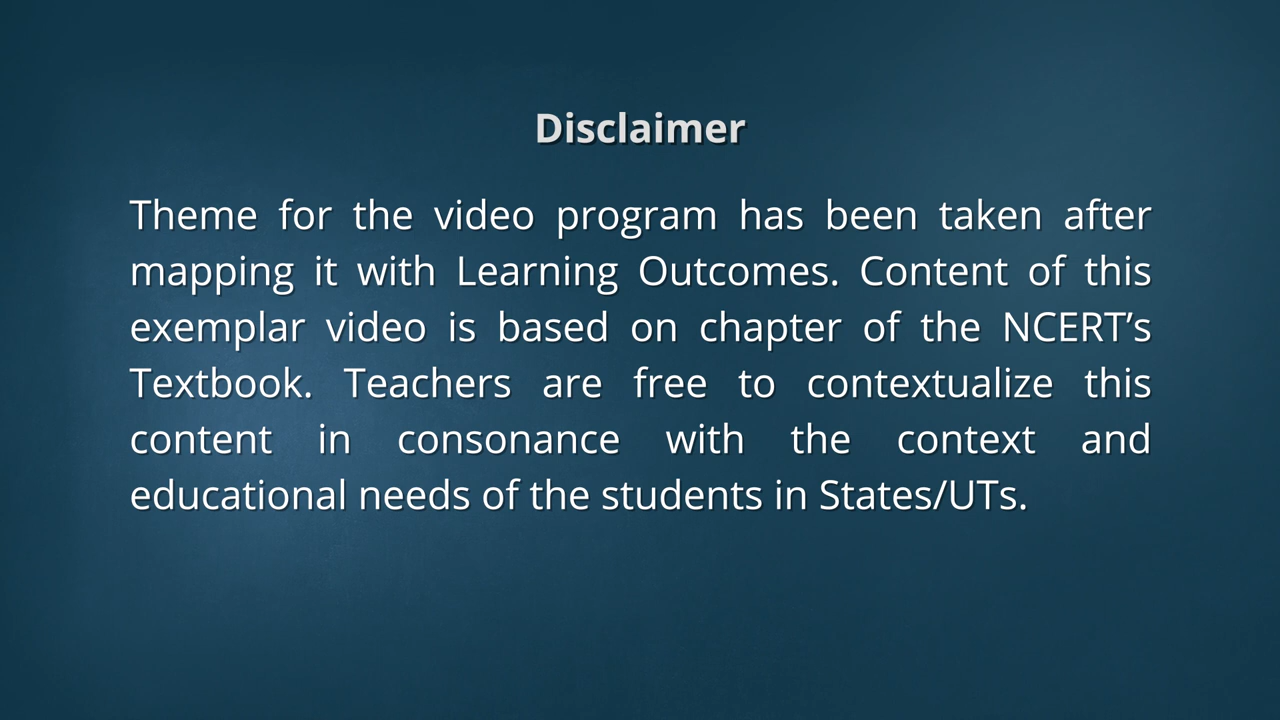 Disclaimer
Theme for the video program has been taken after
mapping it with Learning Outcomes. Content of this
exemplar video is based on chapter of the NCERT’s
Textbook. Teachers are free to contextualize this
content in consonance with the context and
educational needs of the students in States/UTs.